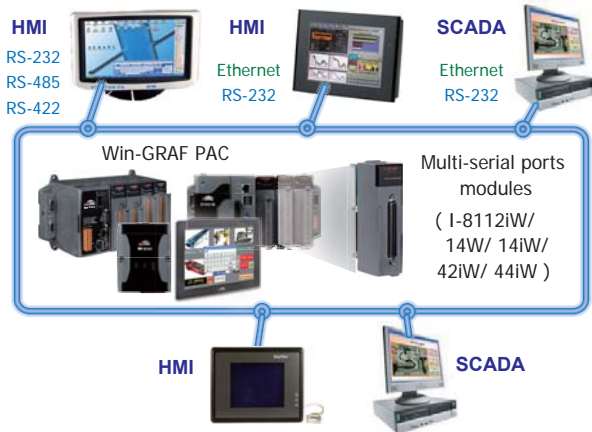 HMI
RS-232
RS-485
RS-422
HMI
Ethernet
RS-232
SCADA
Ethernet
RS-232
Win-GRAF PAC
Multi-serial ports
modules
( I-8112iW/
14W/ 14iW/
42iW/ 44iW )
HMI
SCADA